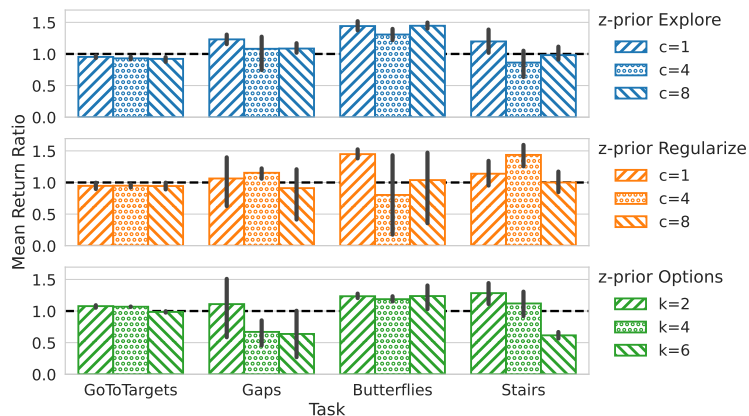 1.5
1.0
0.5
0.0
z-prior Explore
c=1
c=4
c=8
1.5
1.0
0.5
0.0
z-prior Regularize
c=1
c=4
c=8
1.5
1.0
0.5
0.0
z-prior Options
k=2
k=4
k=6
Mean Return Ratio
GoToTargets Gaps Butterflies Stairs
Task